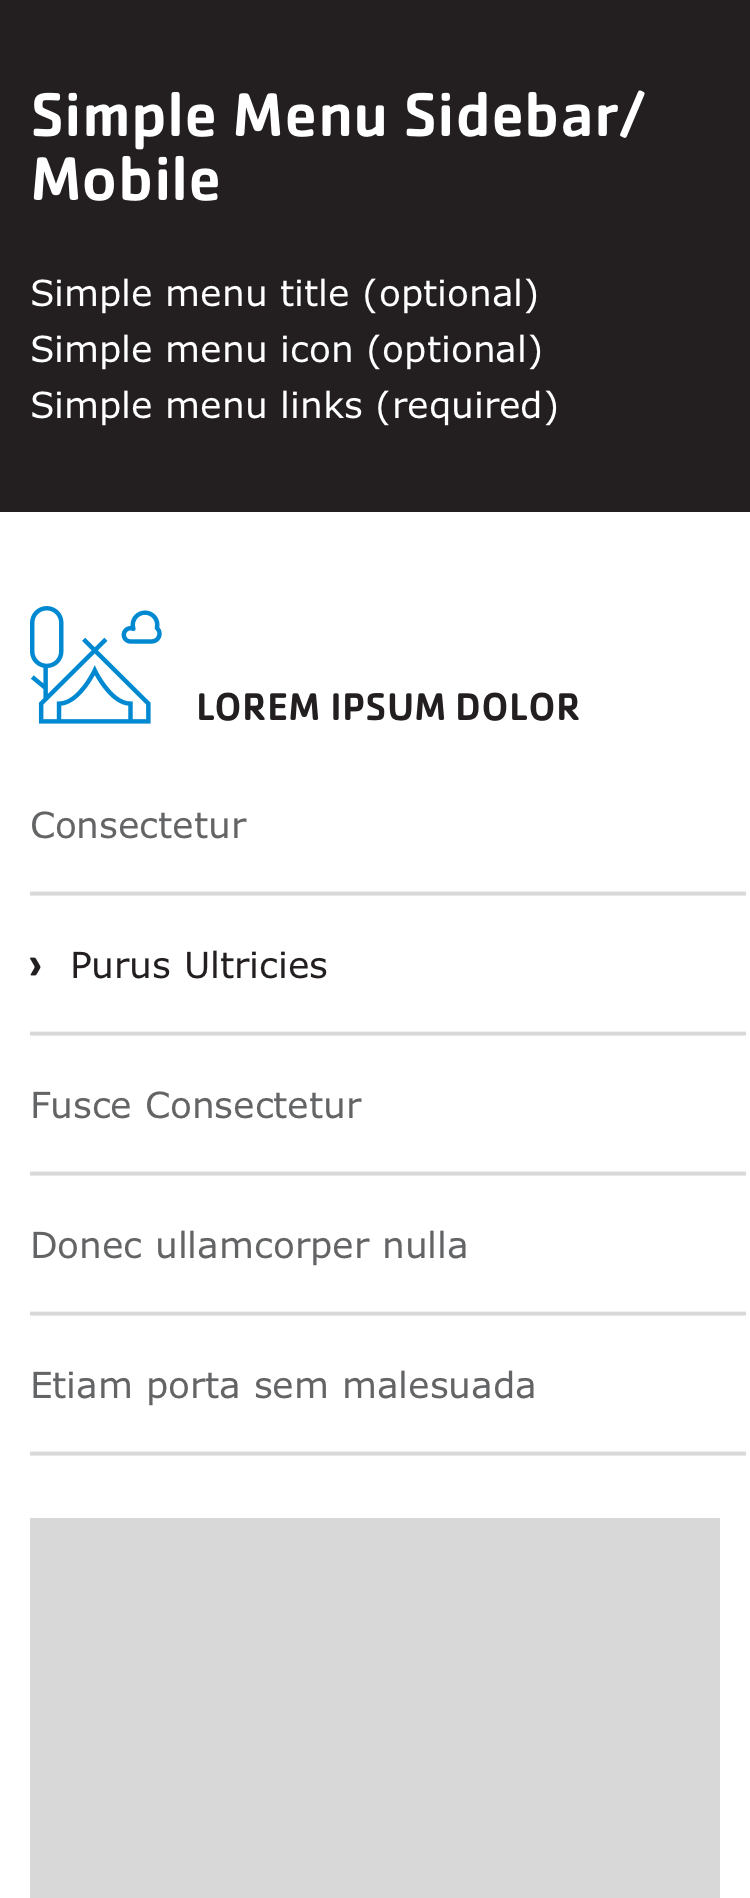 Simple Menu Sidebar/
Mobile
Simple menu title (optional)
Simple menu icon (optional)
Simple menu links (required)
LOREM IPSUM DOLOR
Consectetur
› Purus Ultricies
Fusce Consectetur
Donec ullamcorper nulla
Etiam porta sem malesuada